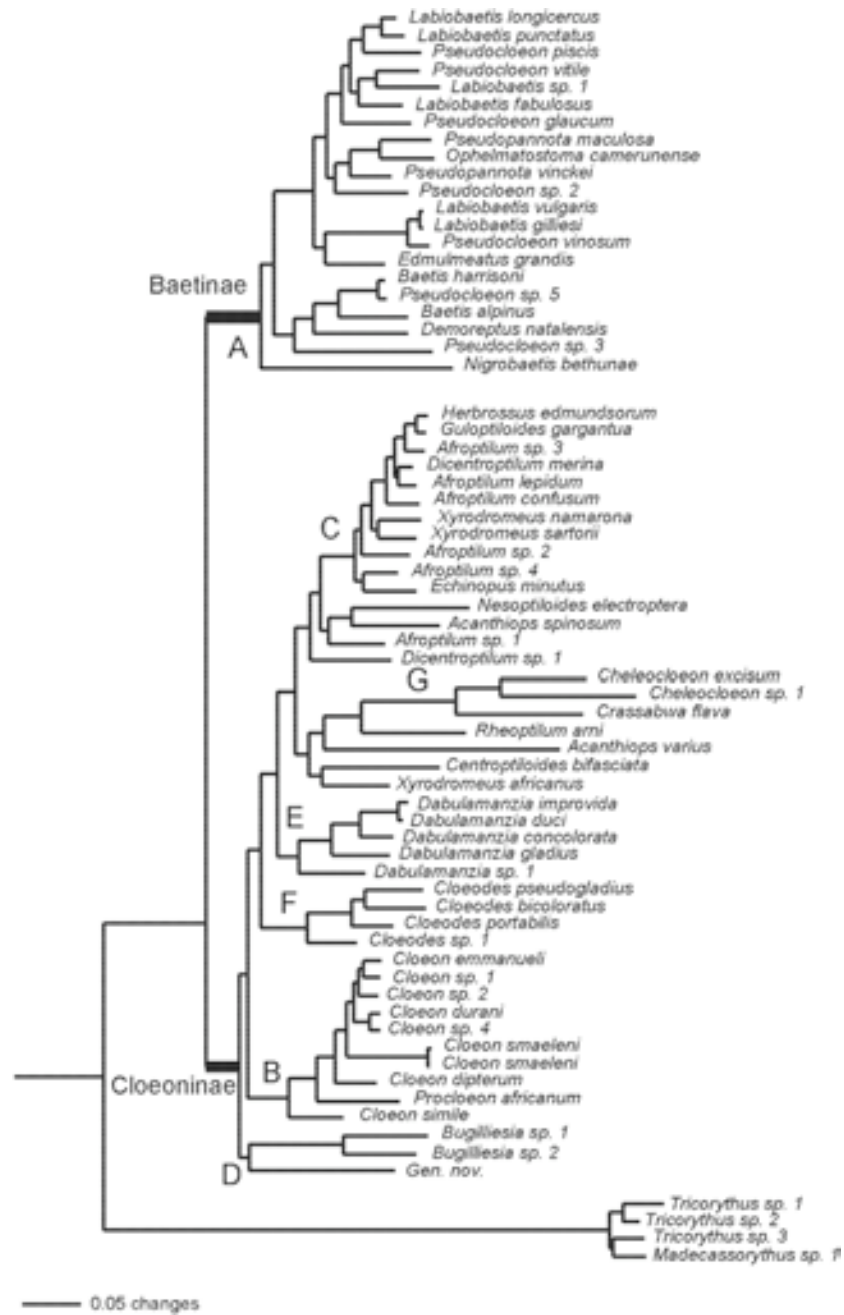 Labiobaetis longicercus
Labiobaetis punctatus
Pseudocloeon piscis
Pseudocloeon vitile
Labiobaetis sp. 1
Labiobaetis fabulosus
Pseudocloeon glaucum
Pseudopannota maculosa
Ophelmatostoma camerunense
Pseudopannota vinckei
Pseudocloeon sp. 2
Labiobaetis vulgaris
Labiobaetis gilliesi
Pseudocloeon vinosum
Edmulmeatus grandis
Baetinae
Baetis harrisoni
Pseudocloeon sp. 5
Baetis alpinus
Demoreptus natalensis
A
Pseudocloeon sp. 3
Nigrobaetis bethunae
Herbrossus edmundsorum
Guloptiloides gargantua
Afroptilum sp. 3
Dicentroptilum merina
Afroptilum lepidum
Afroptilum confusum
Xyrodromeus namarona
C
Xyrodromeus sartorii
Afroptilum sp. 2
Afroptilum sp. 4
Echinopus minutus
Nesoptiloides electroptera
Acanthiops spinosum
Afroptilum sp. 1
Dicentroptilum sp. 1
G
Cheleocloeon excisum
Cheleocloeon sp. 1
Crassabwa flava
Rheoptilum arni
Acanthiops varius
Centroptiloides bifasciata
Xyrodromeus africanus
Dabulamanzia improvida
E
Dabulamanzia duci
Dabulamanzia concolorata
Dabulamanzia gladius
Dabulamanzia sp. 1
Cloeodes pseudogladius
F
Cloeodes bicoloratus
Cloeodes portabilis
Cloeodes sp. 1
Cloeon emmanueli
Cloeon sp. 1
Cloeon sp. 2
Cloeon durani
Cloeon sp. 4
Cloeon smaeleni
Cloeon smaeleni
Cloeoninae
B
Cloeon dipterum
Procloeon africanum
Cloeon simile
Bugilliesia sp. 1
Bugilliesia sp. 2
D
Gen. nov.
Tricorythus sp. 1
Tricorythus sp. 2
Tricorythus sp. 3
Madecassorythus sp. 1
0.05 changes